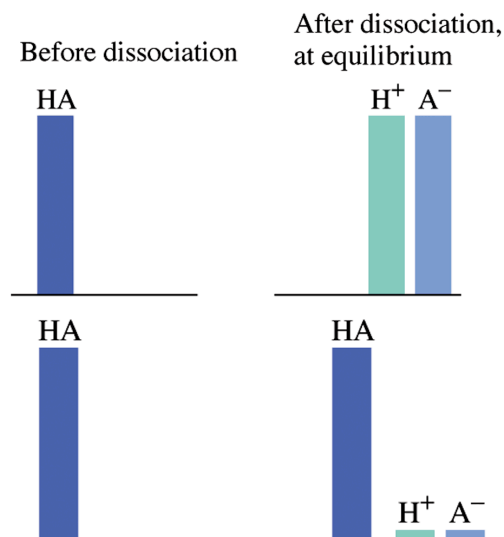 Before dissociation
After dissociation,
at equilibrium
HA
H⁺ A⁻
HA
HA
H⁺ A⁻